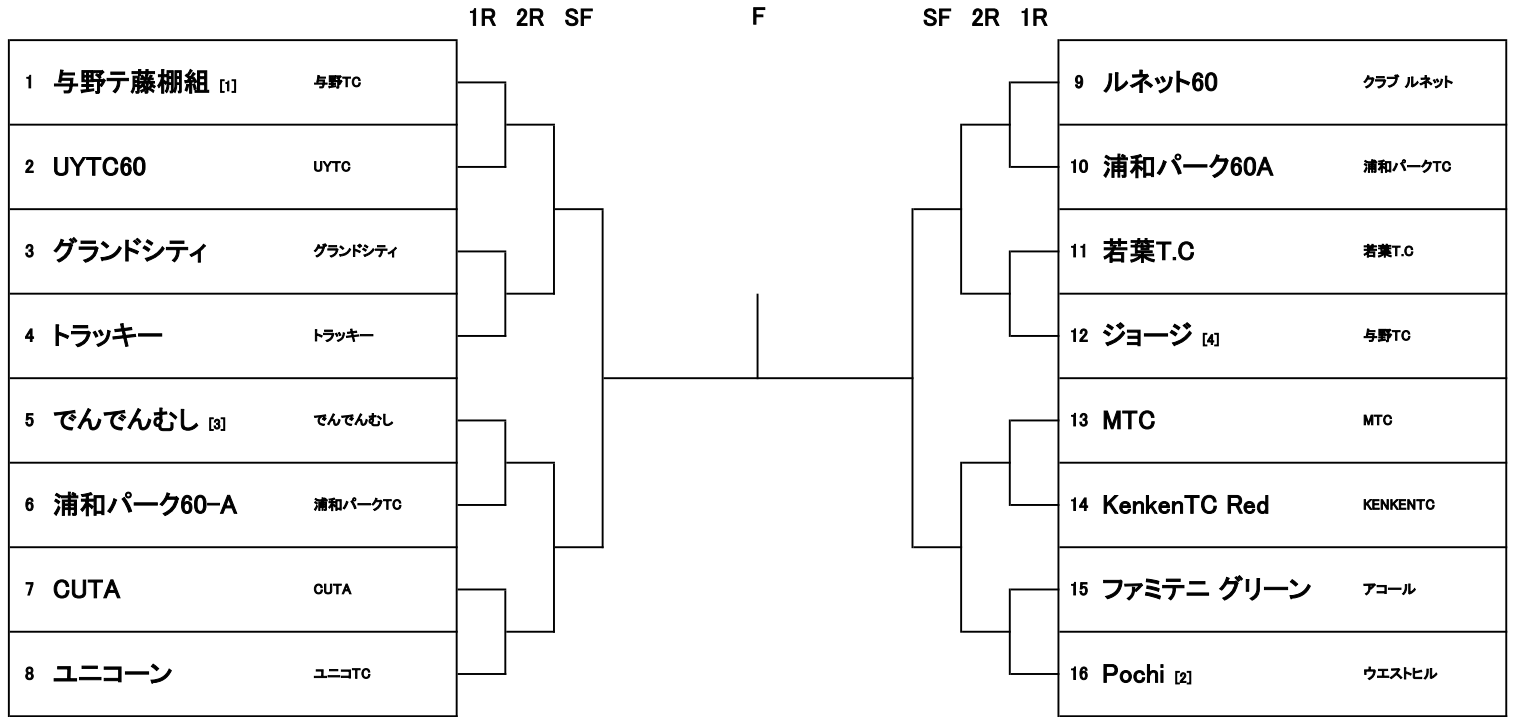 1R 2R SF F SF 2R 1R
1 与野テ藤棚組 [1] 与野TC
2 UYTC60 UYTC
3 グランドシティ グランドシティ
4 トラッキー トラッキー
5 でんでんむし [3] でんでんむし
6 浦和パーク60-A 浦和パークTC
7 CUTA CUTA
8 ユニコーン ユニコTC
9 ルネット60 クラブ ルネット
10 浦和パーク60A 浦和パークTC
11 若葉T.C 若葉T.C
12 ジョージ [4] 与野TC
13 MTC MTC
14 KenkenTC Red KENKENTC
15 ファミテニ グリーン アコール
16 Pochi [2] ウエストヒル